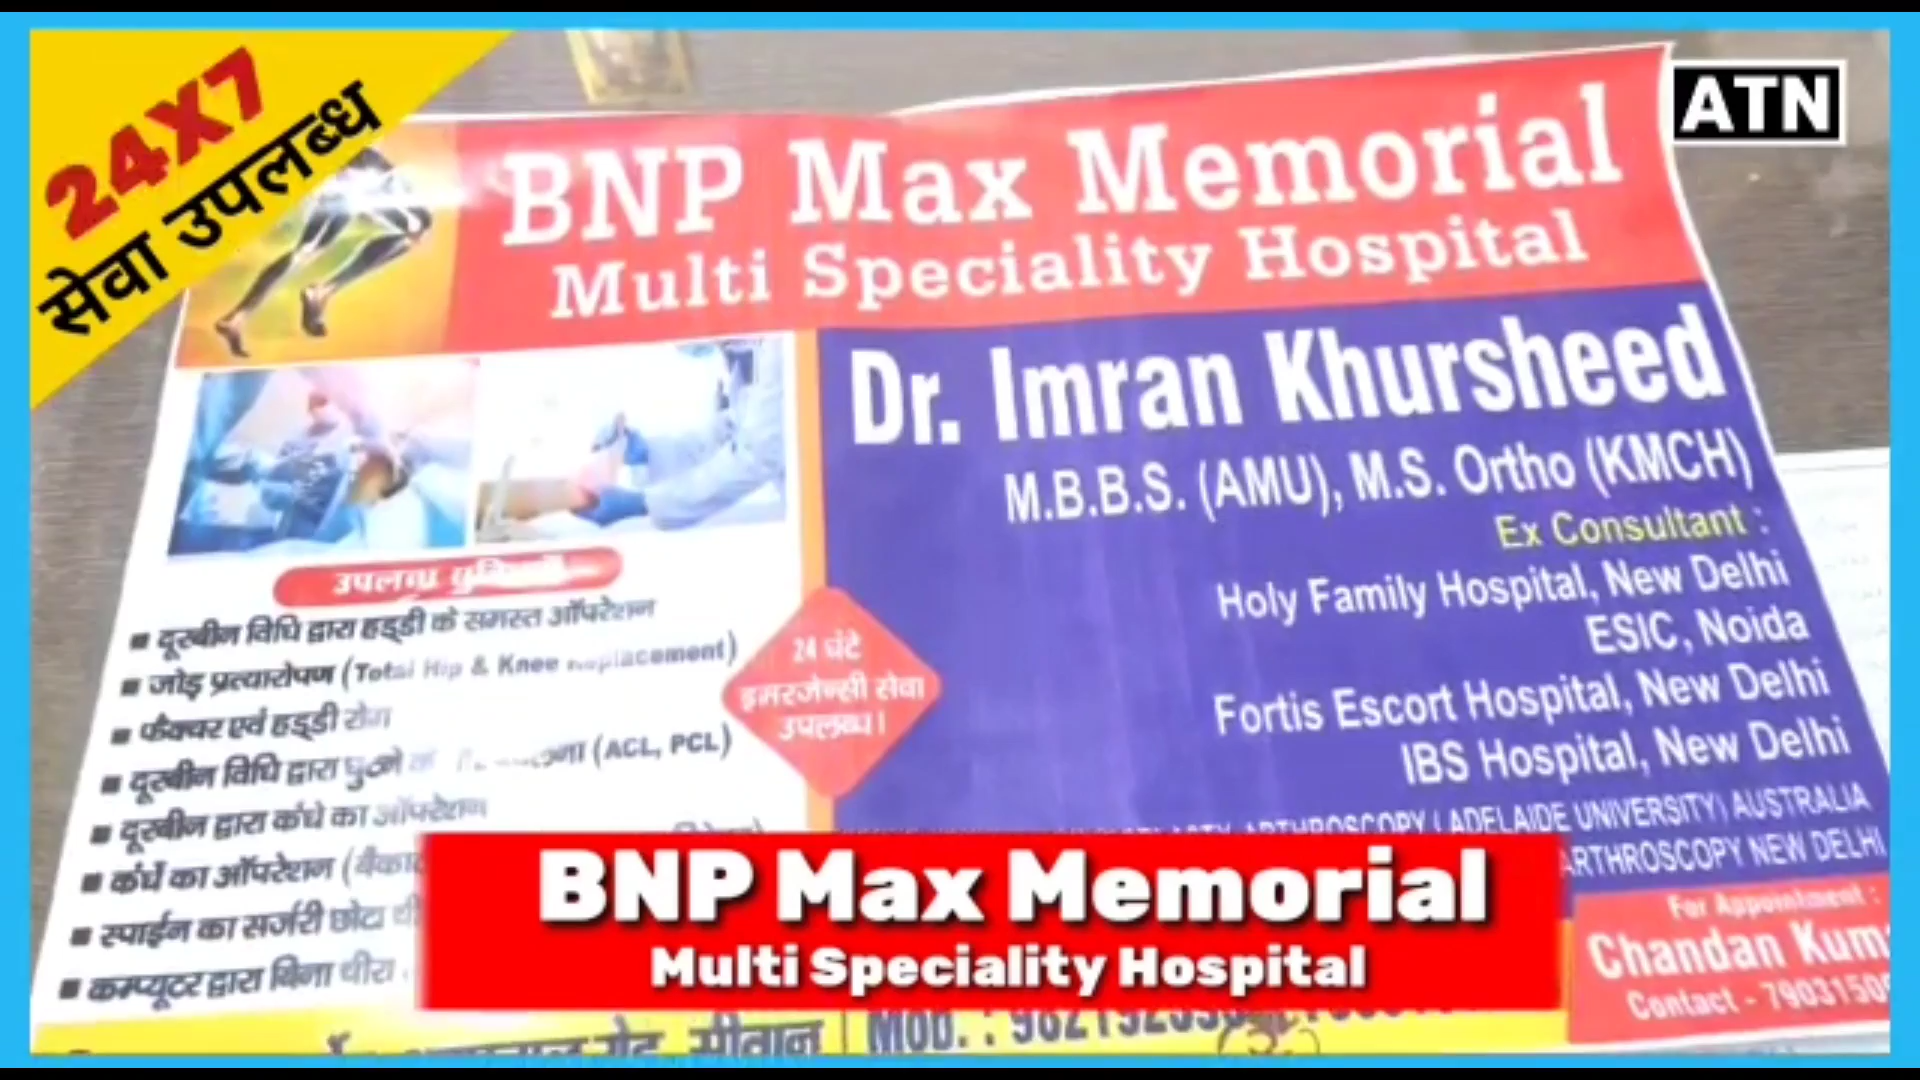 24X7
सेवा उपलब्ध
ATN
BNP Max Memorial
Multi Speciality Hospital
Dr. Imran Khursheed
M.B.B.S. (AMU), M.S. Ortho (KMCH)
Ex Consultant :
Holy Family Hospital, New Delhi
ESIC, Noida
Fortis Escort Hospital, New Delhi
IBS Hospital, New Delhi
ARTHROSCOPY (ADELAIDE UNIVERSITY) AUSTRALIA
ARTHROSCOPY NEW DELHI
उपलब्ध
■ दूरबीन विधि द्वारा हड्डी के समस्त ऑपरेशन
■ जोड़ प्रत्यारोपण (Total Hip & Knee Replacement)
■ फ्रैक्चर एवं हड्डी रोग
■ दूरबीन विधि द्वारा घुटने (ACL, PCL)
■ दूरबीन द्वारा कंधे का ऑपरेशन
■ कंधे का ऑपरेशन
■ स्पाईन का सर्जरी छोटा
■ कम्प्यूटर द्वारा बिना चीरा
24 घंटे
इमरजेन्सी सेवा
उपलब्ध।
BNP Max Memorial
Multi Speciality Hospital
For Appointment :
Chandan
Contact -
सीवान